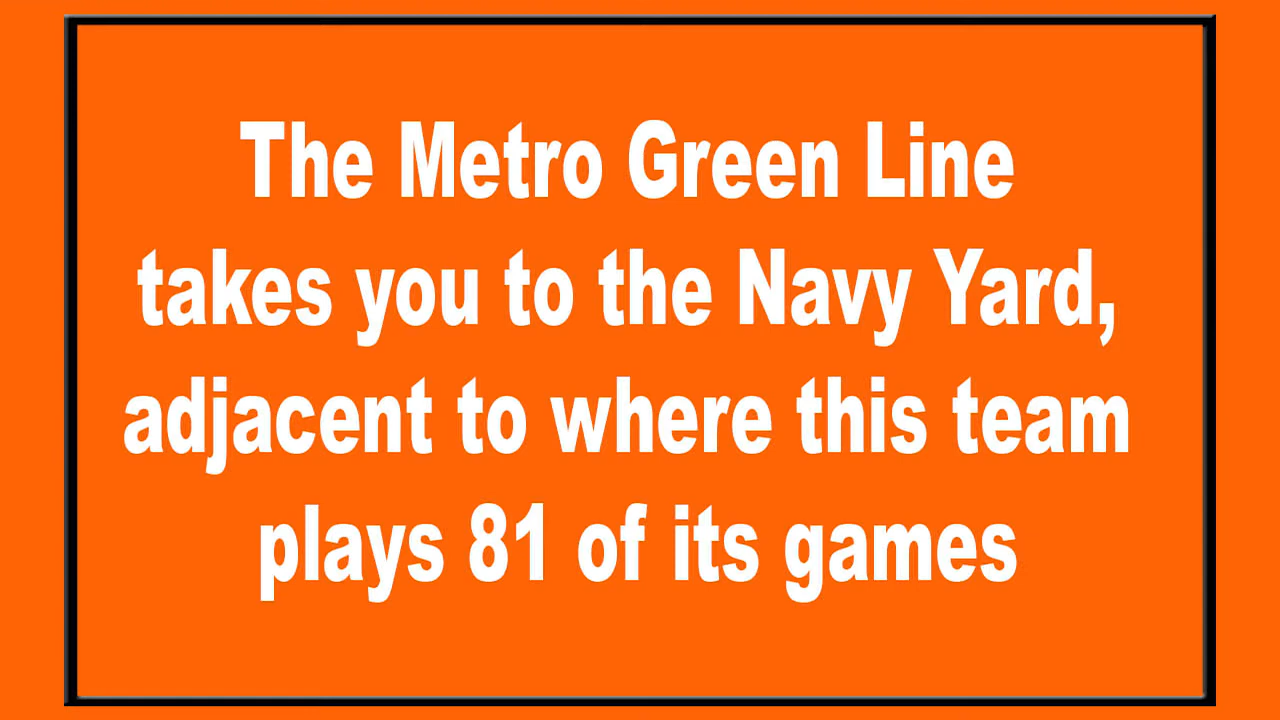 The Metro Green Line
takes you to the Navy Yard,
adjacent to where this team
plays 81 of its games